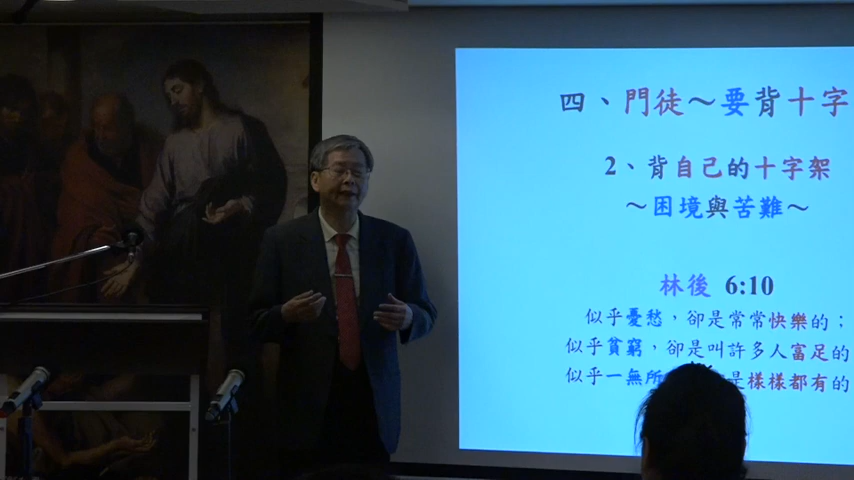 四、門徒～要背十字
2、背自己的十字架
～困境與苦難～
林後 6:10
似乎憂愁，卻是常常快樂的；
似乎貧窮，卻是叫許多人富足的
似乎一無所 是樣樣都有的